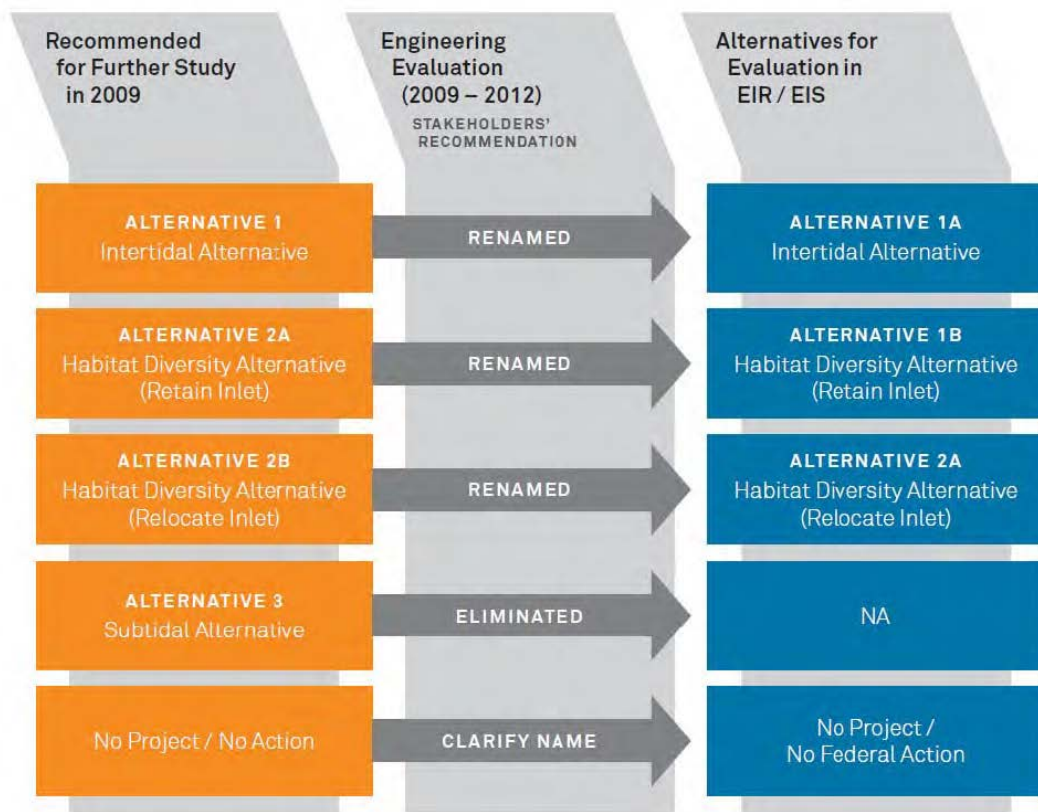 Recommended
for Further Study
in 2009
Engineering
Evaluation
(2009 – 2012)
STAKEHOLDERS'
RECOMMENDATION
Alternatives for
Evaluation in
EIR / EIS
ALTERNATIVE 1
Intertidal Alternative
RENAMED
ALTERNATIVE 1A
Intertidal Alternative
ALTERNATIVE 2A
Habitat Diversity Alternative
(Retain Inlet)
RENAMED
ALTERNATIVE 1B
Habitat Diversity Alternative
(Retain Inlet)
ALTERNATIVE 2B
Habitat Diversity Alternative
(Relocate Inlet)
RENAMED
ALTERNATIVE 2A
Habitat Diversity Alternative
(Relocate Inlet)
ALTERNATIVE 3
Subtidal Alternative
ELIMINATED
NA
No Project / No Action
CLARIFY NAME
No Project /
No Federal Action